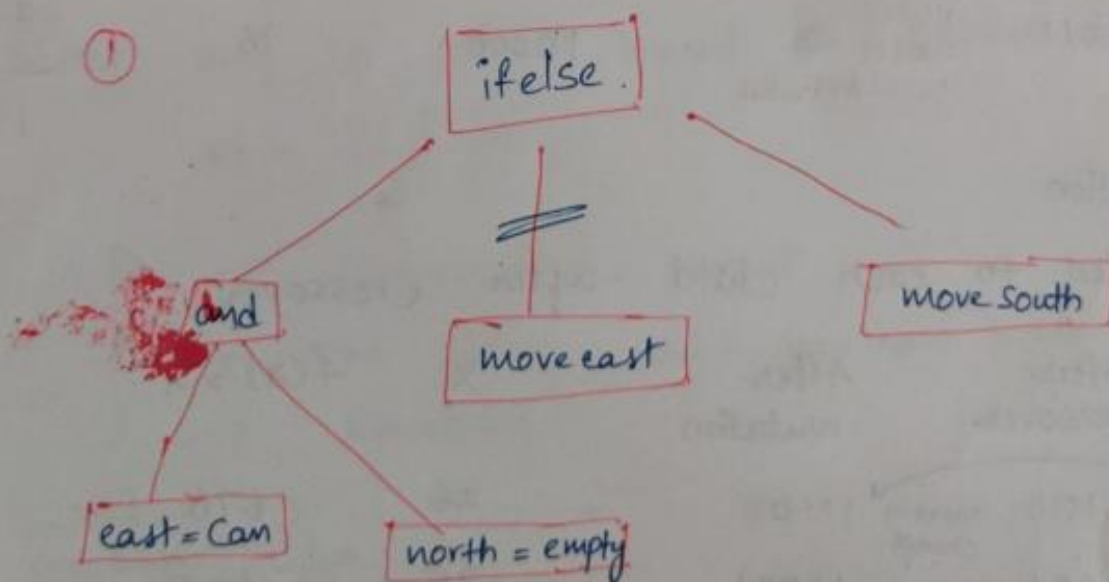 ①
ifelse.
and
move east
move south
east = Can
north = empty